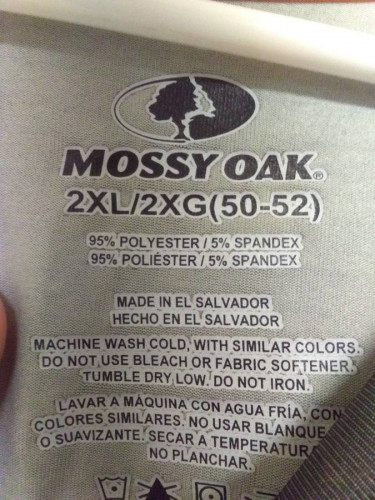 MOSSY OAK®
2XL/2XG(50-52)
95% POLYESTER / 5% SPANDEX
95% POLIÉSTER / 5% SPANDEX
MADE IN EL SALVADOR
HECHO EN EL SALVADOR
MACHINE WASH COLD, WITH SIMILAR COLORS.
DO NOT USE BLEACH OR FABRIC SOFTENER.
TUMBLE DRY LOW. DO NOT IRON.
LAVAR A MÁQUINA CON AGUA FRÍA, CON
COLORES SIMILARES. NO USAR BLANQUE
O SUAVIZANTE. SECAR A TEMPERATURA
NO PLANCHAR.